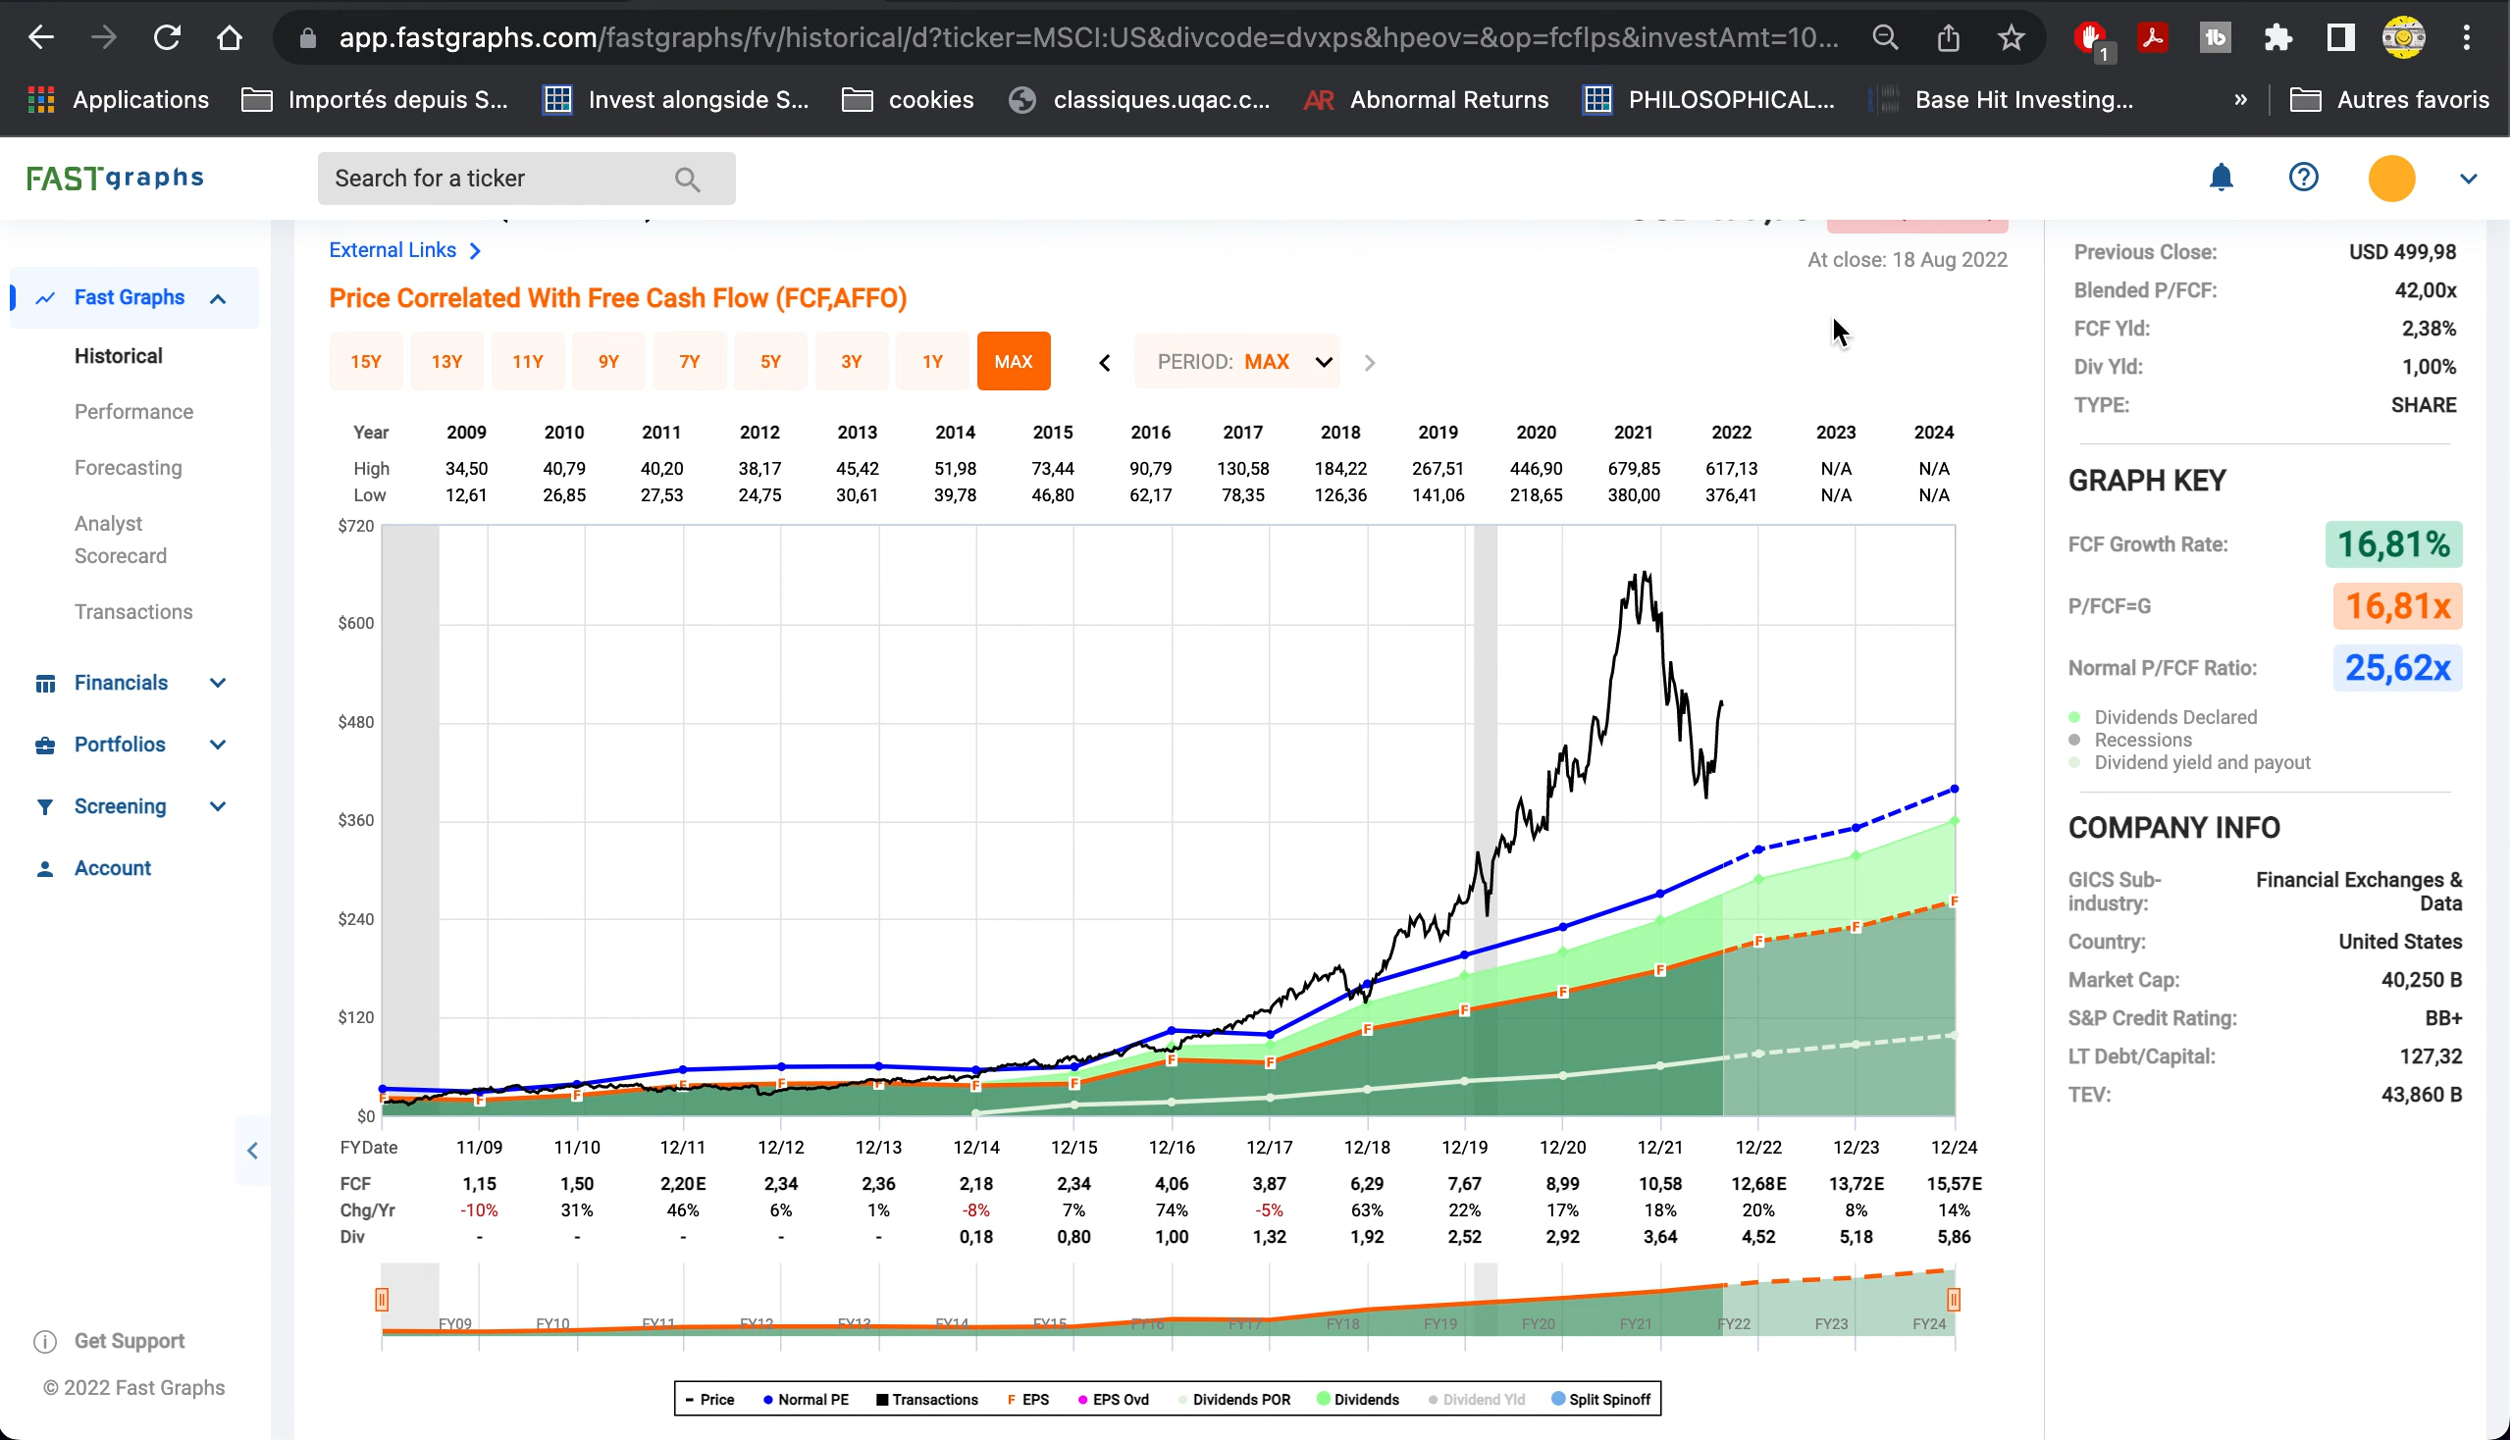 app.fastgraphs.com/fastgraphs/fv/historical/d?ticker=MSCI:US&divcode=dvxps&hpeov=&op=fcflps&investAmt=10...
1
Applications Importés depuis S... Invest alongside S... cookies classiques.uqac.c... AR Abnormal Returns PHILOSOPHICAL... Base Hit Investing... » Autres favoris
FASTgraphs
Search for a ticker
External Links
At close: 18 Aug 2022
Price Correlated With Free Cash Flow (FCF,AFFO)
15Y 13Y 11Y 9Y 7Y 5Y 3Y 1Y MAX PERIOD: MAX
Year 2009 2010 2011 2012 2013 2014 2015 2016 2017 2018 2019 2020 2021 2022 2023 2024
High 34,50 40,79 40,20 38,17 45,42 51,98 73,44 90,79 130,58 184,22 267,51 446,90 679,85 617,13 N/A N/A
Low 12,61 26,85 27,53 24,75 30,61 39,78 46,80 62,17 78,35 126,36 141,06 218,65 380,00 376,41 N/A N/A
$720
$600
$480
$360
$240
$120
$0
FYDate 11/09 11/10 12/11 12/12 12/13 12/14 12/15 12/16 12/17 12/18 12/19 12/20 12/21 12/22 12/23 12/24
FCF 1,15 1,50 2,20E 2,34 2,36 2,18 2,34 4,06 3,87 6,29 7,67 8,99 10,58 12,68E 13,72E 15,57E
Chg/Yr -10% 31% 46% 6% 1% -8% 7% 74% -5% 63% 22% 17% 18% 20% 8% 14%
Div - - - - - 0,18 0,80 1,00 1,32 1,92 2,52 2,92 3,64 4,52 5,18 5,86
FY09 FY10 FY11 FY12 FY13 FY14 FY15 FY16 FY17 FY18 FY19 FY20 FY21 FY22 FY23 FY24
Price Normal PE Transactions F EPS EPS Ovd Dividends POR Dividends Dividend Yld Split Spinoff
Fast Graphs
Historical
Performance
Forecasting
Analyst
Scorecard
Transactions
Financials
Portfolios
Screening
Account
Get Support
© 2022 Fast Graphs
Previous Close: USD 499,98
Blended P/FCF: 42,00x
FCF Yld: 2,38%
Div Yld: 1,00%
TYPE: SHARE
GRAPH KEY
FCF Growth Rate: 16,81%
P/FCF=G 16,81x
Normal P/FCF Ratio: 25,62x
Dividends Declared
Recessions
Dividend yield and payout
COMPANY INFO
GICS Sub- Financial Exchanges &
industry: Data
Country: United States
Market Cap: 40,250 B
S&P Credit Rating: BB+
LT Debt/Capital: 127,32
TEV: 43,860 B